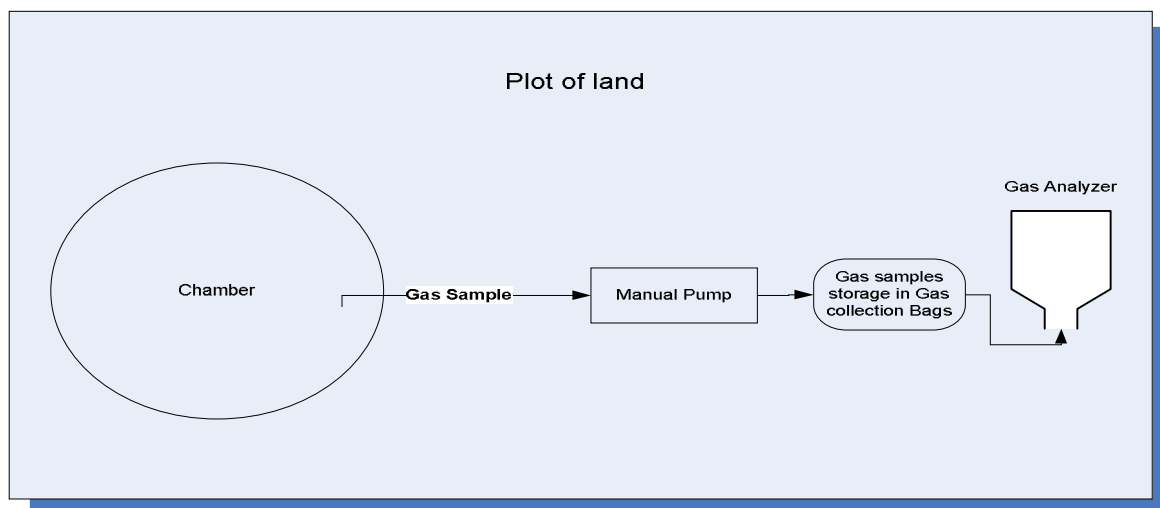 Plot of land
Gas Analyzer
Chamber
Gas Sample
Manual Pump
Gas samples
storage in Gas
collection Bags